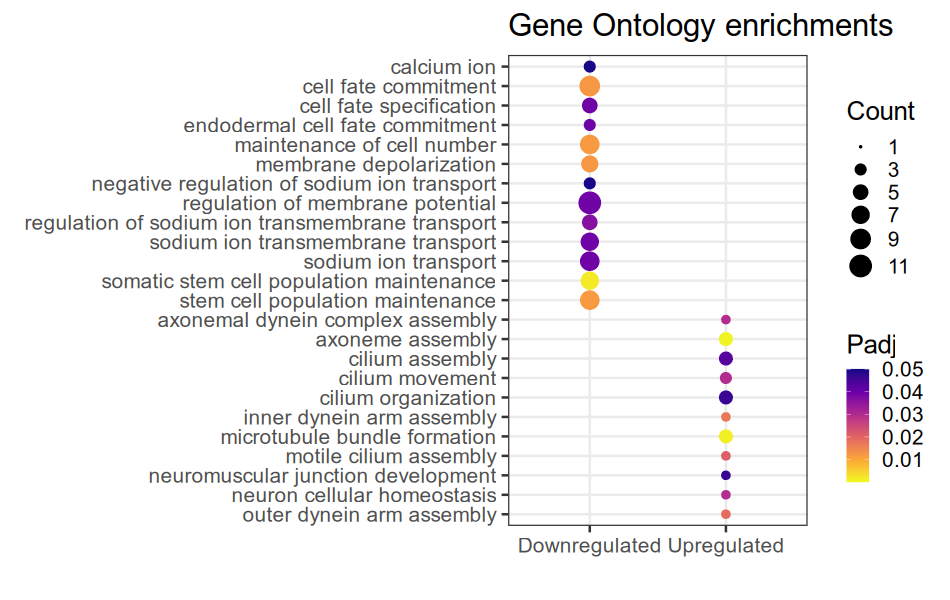 Gene Ontology enrichments
calcium ion
cell fate commitment
cell fate specification
endodermal cell fate commitment
maintenance of cell number
membrane depolarization
negative regulation of sodium ion transport
regulation of membrane potential
regulation of sodium ion transmembrane transport
sodium ion transmembrane transport
sodium ion transport
somatic stem cell population maintenance
stem cell population maintenance
axonemal dynein complex assembly
axoneme assembly
cilium assembly
cilium movement
cilium organization
inner dynein arm assembly
microtubule bundle formation
motile cilium assembly
neuromuscular junction development
neuron cellular homeostasis
outer dynein arm assembly
Downregulated Upregulated
Count
1
3
5
7
9
11
Padj
0.05
0.04
0.03
0.02
0.01